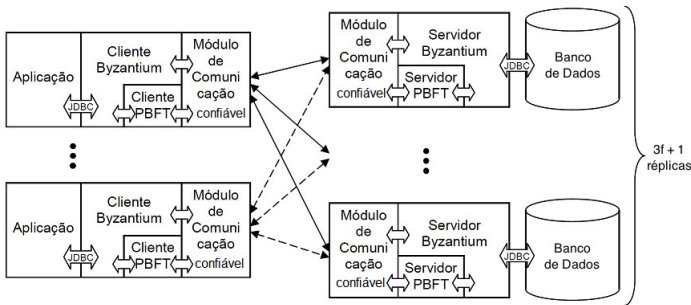 Aplicação
JDBC
Cliente
Byzantium
Cliente
PBFT
Módulo
de
Comuni
cação
confiável
Módulo
de
Comuni
cação
confiável
Servidor
Byzantium
Servidor
PBFT
JDBC
Banco
de Dados
Aplicação
JDBC
Cliente
Byzantium
Cliente
PBFT
Módulo
de
Comuni
cação
confiável
Módulo
de
Comuni
cação
confiável
Servidor
Byzantium
Servidor
PBFT
JDBC
Banco
de Dados
3f + 1
réplicas